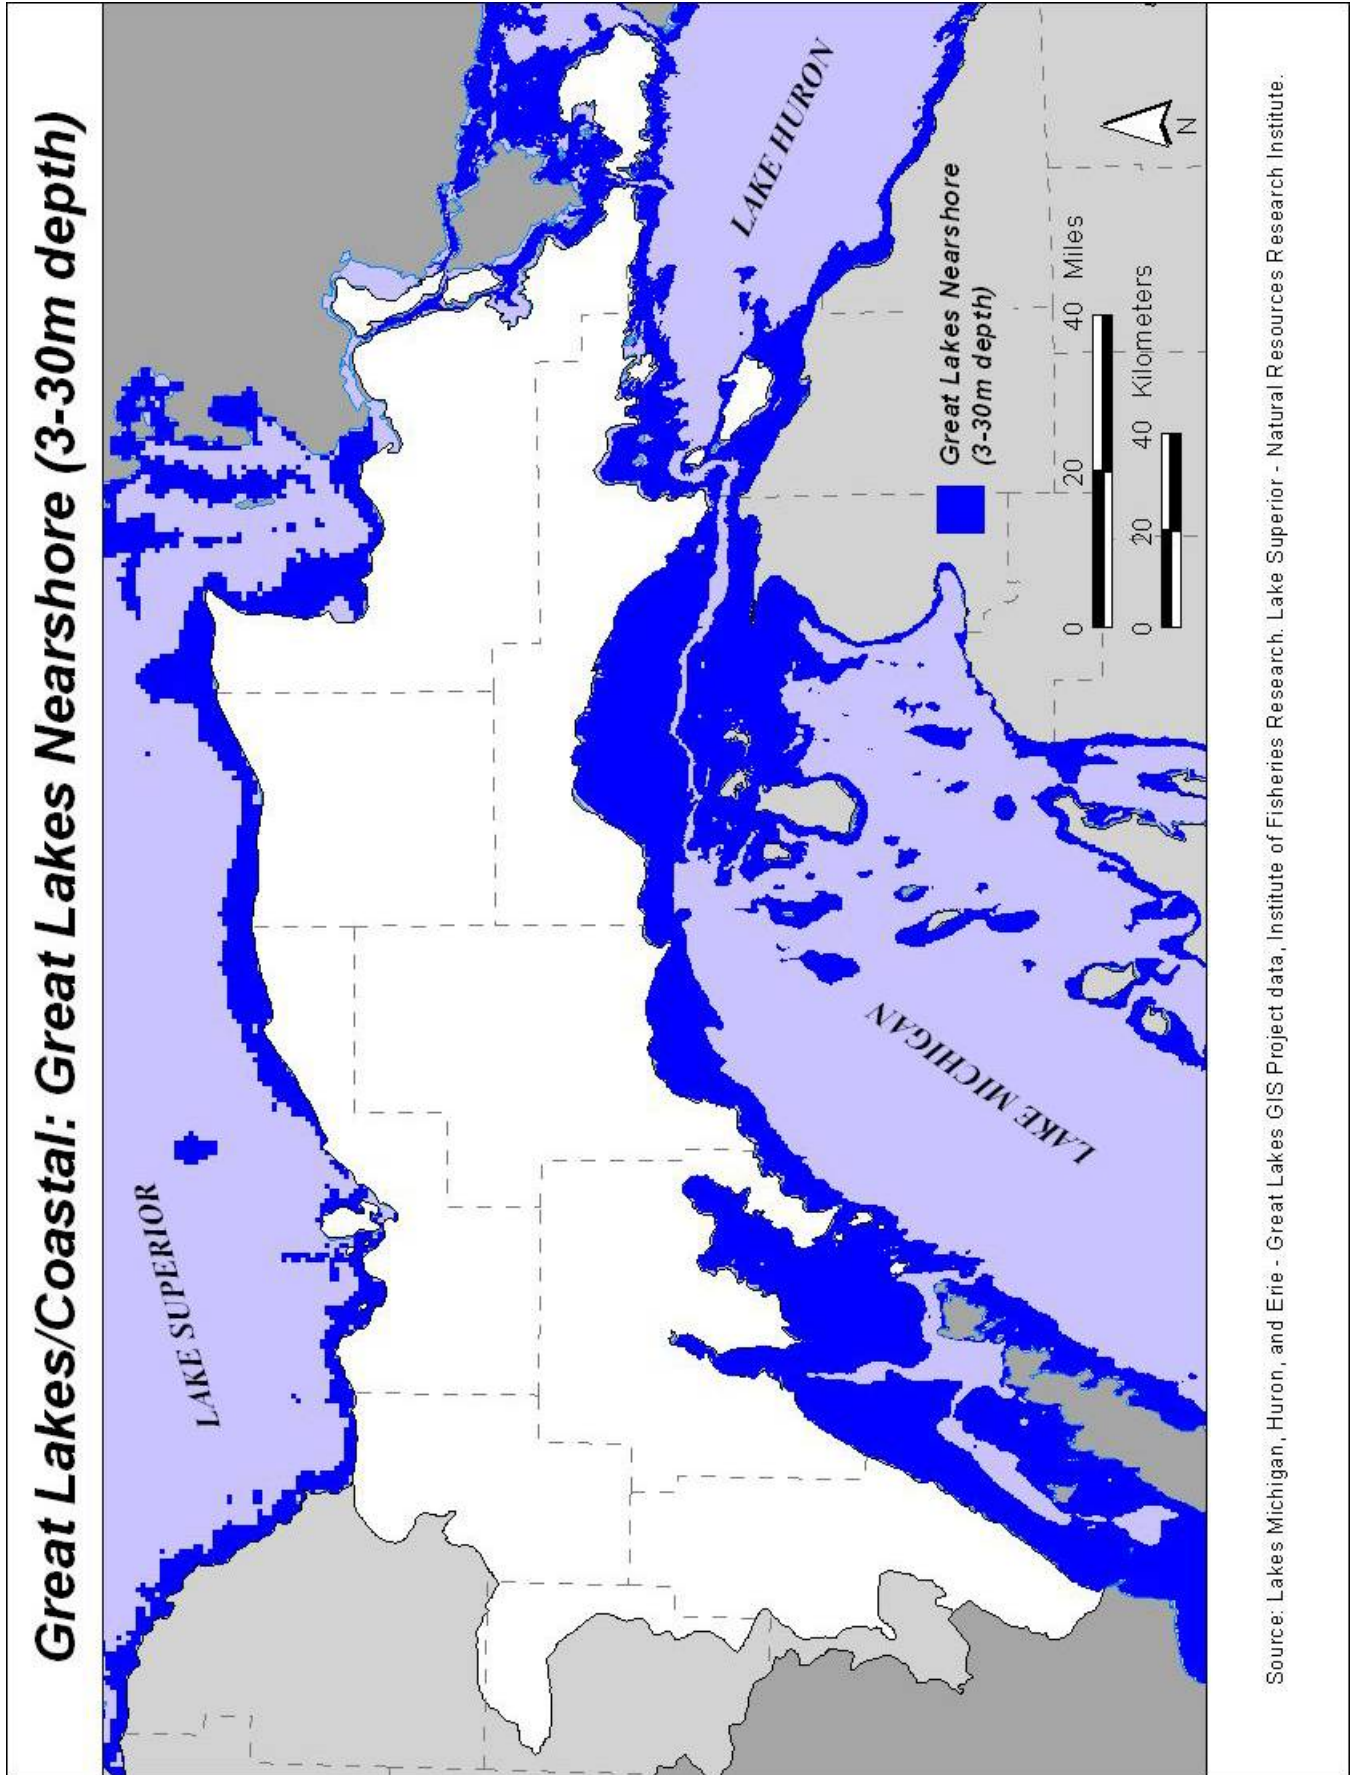 Great Lakes/Coastal: Great Lakes Nearshore (3-30m depth)
LAKE SUPERIOR
LAKE HURON
LAKE MICHIGAN
Great Lakes Nearshore
(3-30m depth)
0 20 40 Miles
0 20 40 Kilometers
N
Source: Lakes Michigan, Huron, and Erie - Great Lakes GIS Project data, Institute of Fisheries Research. Lake Superior - Natural Resources Research Institute.